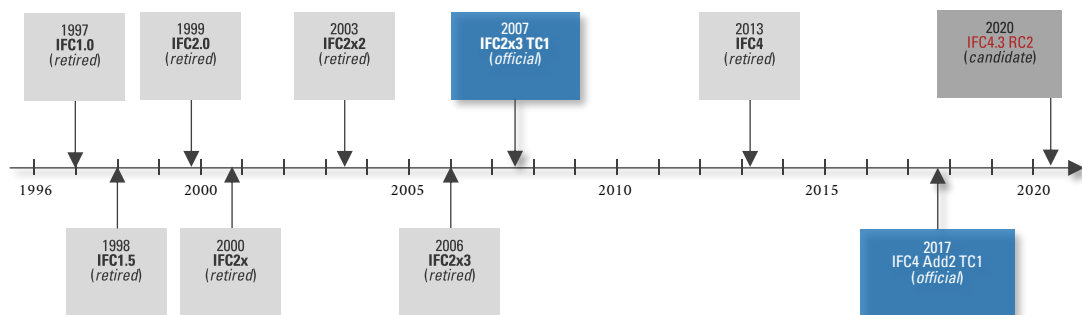 1997
IFC1.0
(retired)
1999
IFC2.0
(retired)
2003
IFC2x2
(retired)
2007
IFC2x3 TC1
(official)
2013
IFC4
(retired)
2020
IFC4.3 RC2
(candidate)
1996
2000
2005
2010
2015
2020
1998
IFC1.5
(retired)
2000
IFC2x
(retired)
2006
IFC2x3
(retired)
2017
IFC4 Add2 TC1
(official)